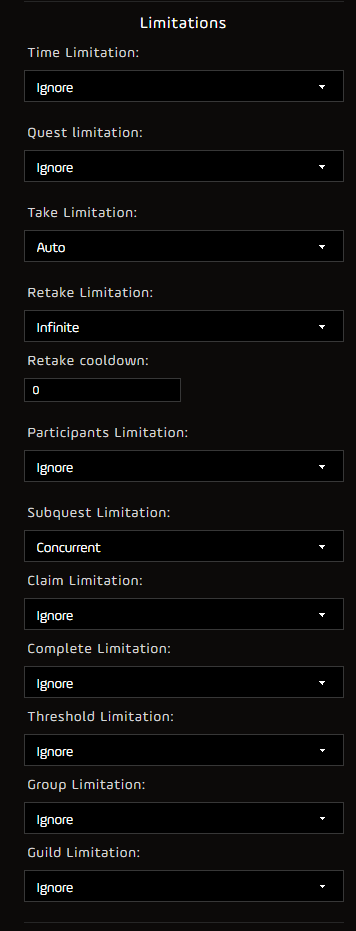 Limitations
Time Limitation:
Ignore
Quest limitation:
Ignore
Take Limitation:
Auto
Retake Limitation:
Infinite
Retake cooldown:
0
Participants Limitation:
Ignore
Subquest Limitation:
Concurrent
Claim Limitation:
Ignore
Complete Limitation:
Ignore
Threshold Limitation:
Ignore
Group Limitation:
Ignore
Guild Limitation:
Ignore